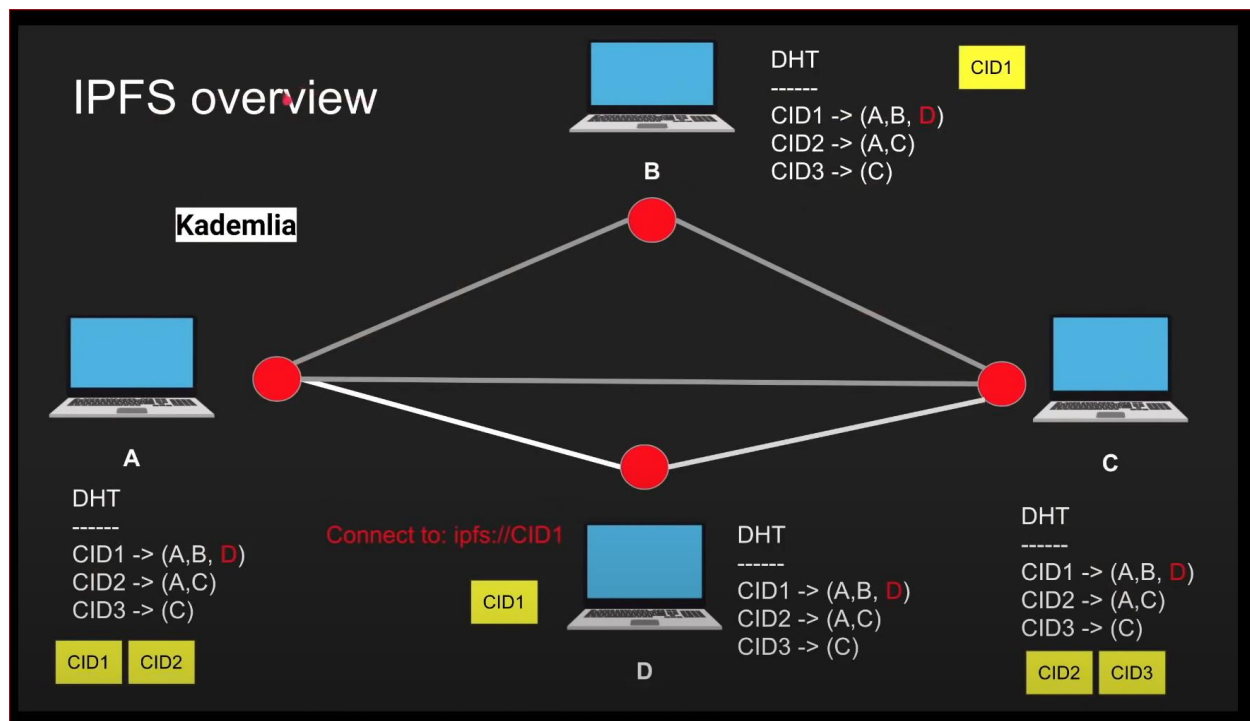 IPFS overview
Kademlia
DHT
------
CID1 -> (A,B, D)
CID2 -> (A,C)
CID3 -> (C)
CID1
B
A
DHT
------
CID1 -> (A,B, D)
CID2 -> (A,C)
CID3 -> (C)
CID1
CID2
Connect to: ipfs://CID1
CID1
D
DHT
------
CID1 -> (A,B, D)
CID2 -> (A,C)
CID3 -> (C)
C
DHT
------
CID1 -> (A,B, D)
CID2 -> (A,C)
CID3 -> (C)
CID2
CID3